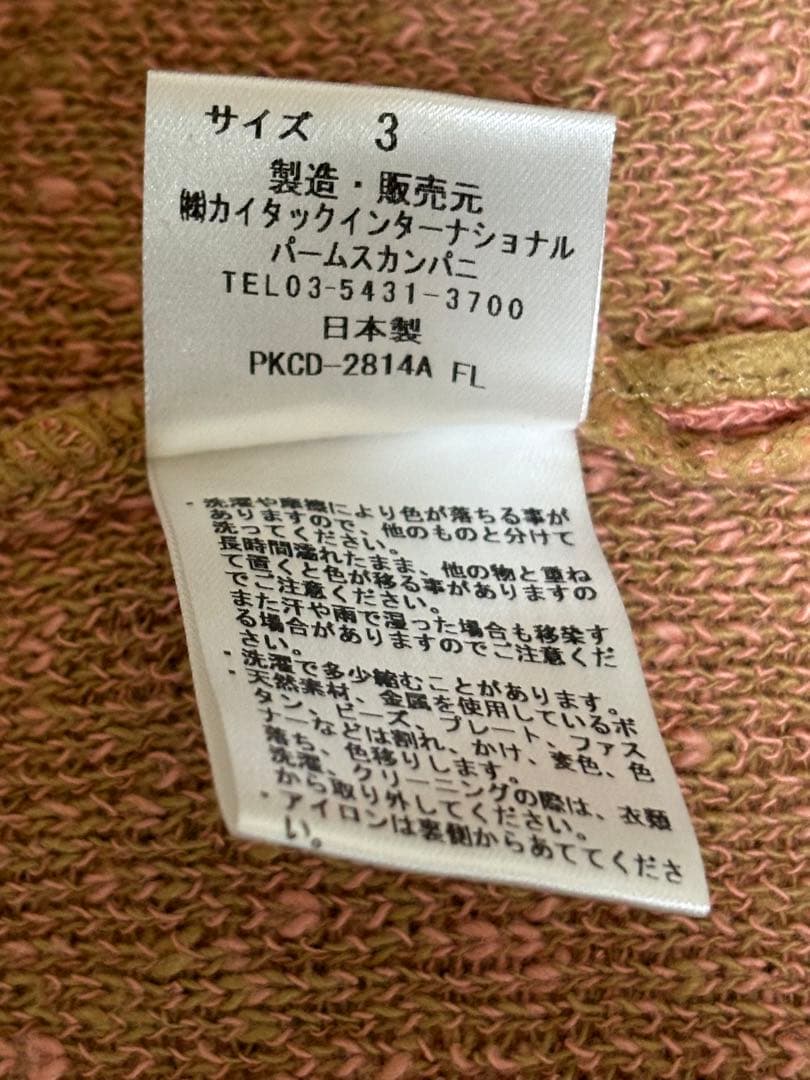 サイズ 3
製造・販売元
㈱カイタックインターナショナル
パームスカンパニ
TEL03-5431-3700
日本製
PKCD-2814A FL
・洗濯や摩擦により色が落ちる事が
ありますので、他のものと分けて
洗ってください。
長時間濡れたまま、他の物と重ね
て置くと色が移る事がありますの
でご注意ください。
また汗や雨で湿った場合も移染す
る場合がありますのでご注意くだ
さい。
・洗濯で多少縮むことがあります。
・天然素材、金属を使用しているボ
タン、ビーズ、プレート、ファス
ナーなどは割れ、かけ、変色、色
落ち、色移りします。
洗濯、クリーニングの際は、衣類
から取り外してください。
・アイロンは裏側からあててくださ
い。